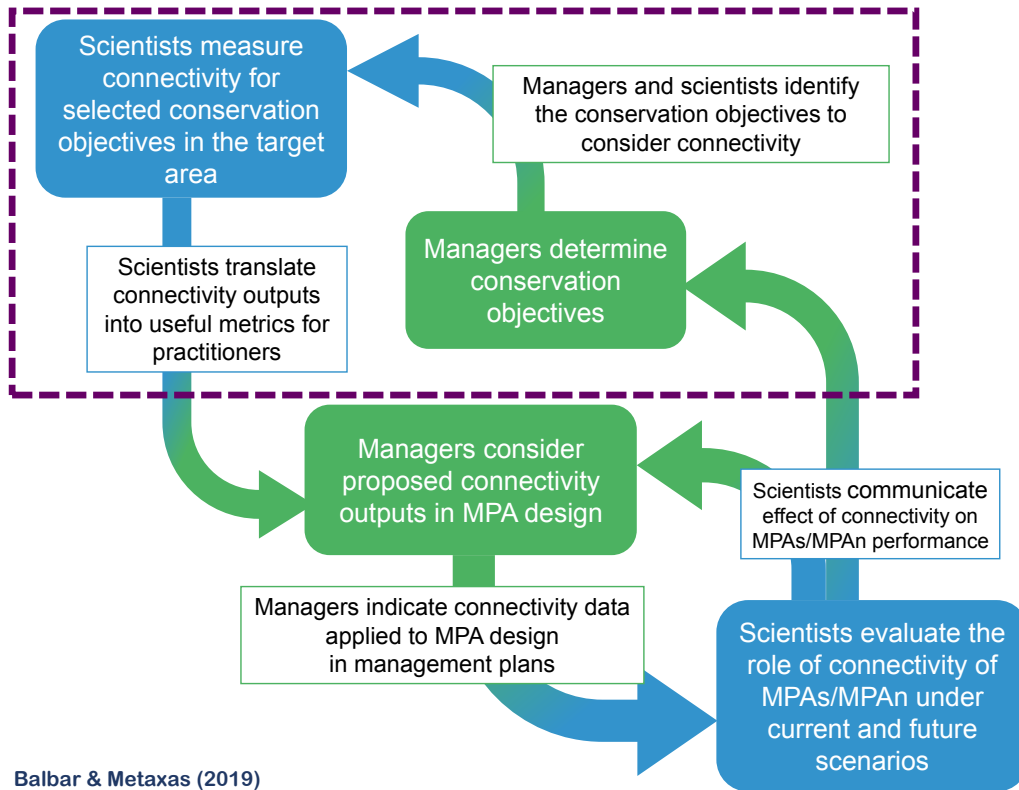 Scientists measure
connectivity for
selected conservation
objectives in the target
area
Managers and scientists identify
the conservation objectives to
consider connectivity
Managers determine
conservation
objectives
Scientists translate
connectivity outputs
into useful metrics for
practitioners
Managers consider
proposed connectivity
outputs in MPA design
Scientists communicate
effect of connectivity on
MPAs/MPAn performance
Managers indicate connectivity data
applied to MPA design
in management plans
Scientists evaluate the
role of connectivity of
MPAs/MPAn under
current and future
scenarios
Balbar & Metaxas (2019)